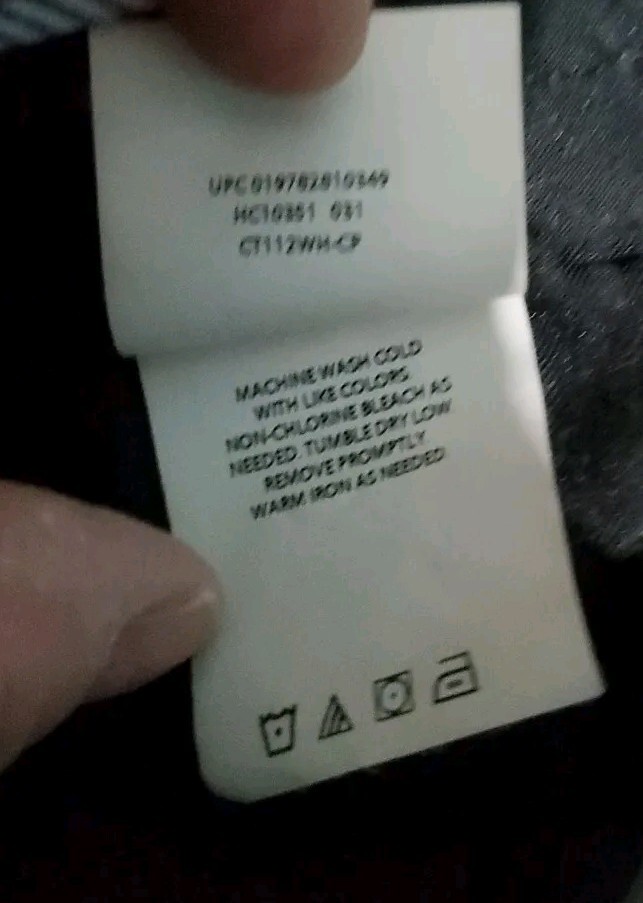 UPC 019782810349
HC10351 031
CT112WH-CP
MACHINE WASH COLD
WITH LIKE COLORS
NON-CHLORINE BLEACH AS
NEEDED. TUMBLE DRY LOW
REMOVE PROMPTLY
WARM IRON AS NEEDED